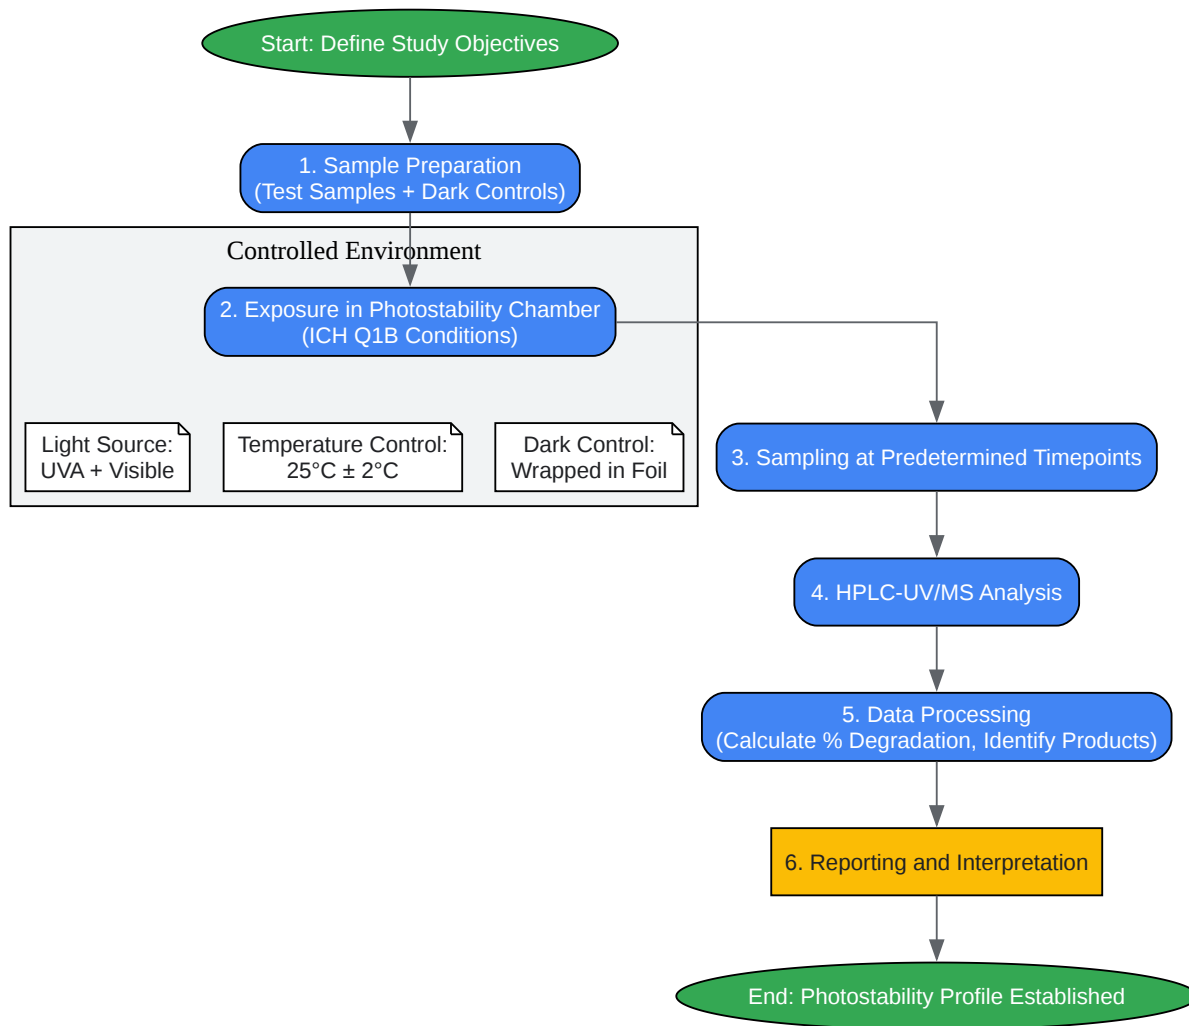 Start: Define Study Objectives
1. Sample Preparation
(Test Samples + Dark Controls)
Controlled Environment
2. Exposure in Photostability Chamber
(ICH Q1B Conditions)
Light Source:
UVA + Visible
Temperature Control:
25°C ± 2°C
Dark Control:
Wrapped in Foil
3. Sampling at Predetermined Timepoints
4. HPLC-UV/MS Analysis
5. Data Processing
(Calculate % Degradation, Identify Products)
6. Reporting and Interpretation
End: Photostability Profile Established